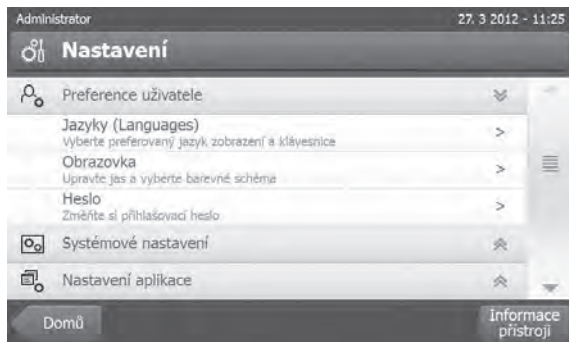 Administrator
27. 3 2012 - 11:25
Nastavení
Preference uživatele
Jazyky (Languages)
Vyberte preferovaný jazyk zobrazení a klávesnice
>
Obrazovka
Upravte jas a vyberte barevné schéma
>
Heslo
Změňte si přihlašovací heslo
>
Systémové nastavení
Nastavení aplikace
Domů
Informace
přístroji